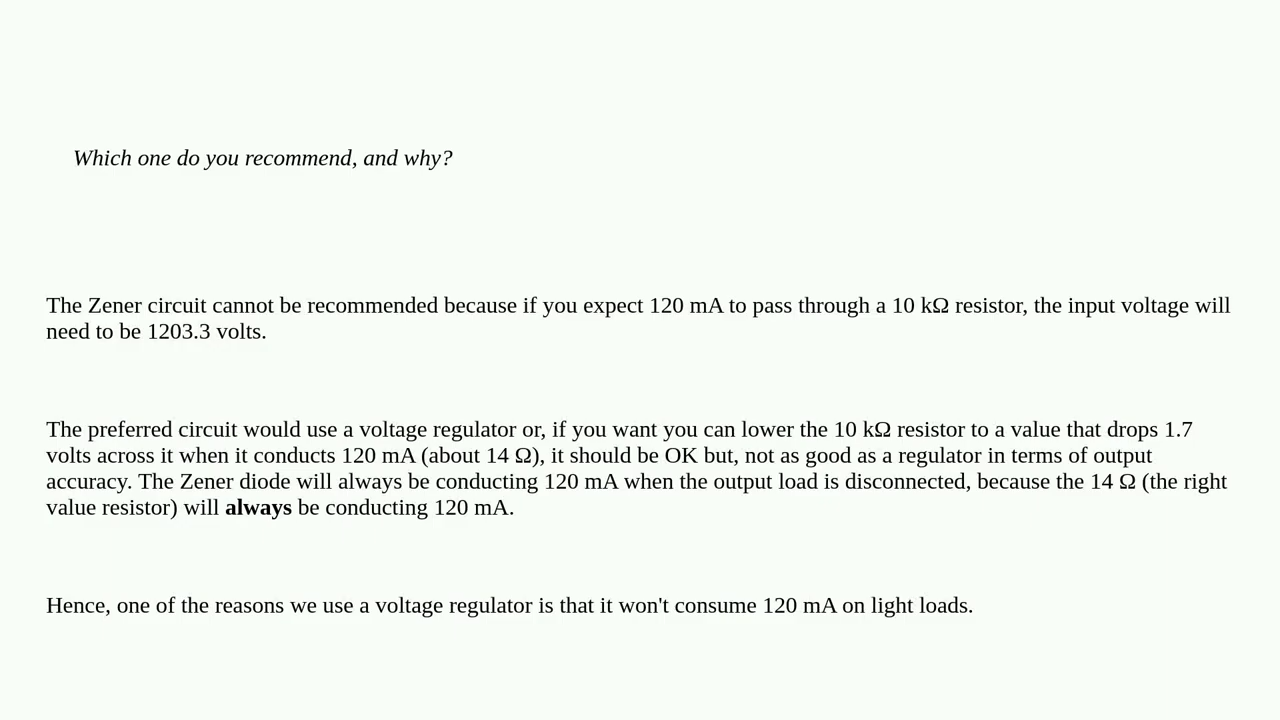 Which one do you recommend, and why?
The Zener circuit cannot be recommended because if you expect 120 mA to pass through a 10 kΩ resistor, the input voltage will
need to be 1203.3 volts.
The preferred circuit would use a voltage regulator or, if you want you can lower the 10 kΩ resistor to a value that drops 1.7
volts across it when it conducts 120 mA (about 14 Ω), it should be OK but, not as good as a regulator in terms of output
accuracy. The Zener diode will always be conducting 120 mA when the output load is disconnected, because the 14 Ω (the right
value resistor) will always be conducting 120 mA.
Hence, one of the reasons we use a voltage regulator is that it won't consume 120 mA on light loads.